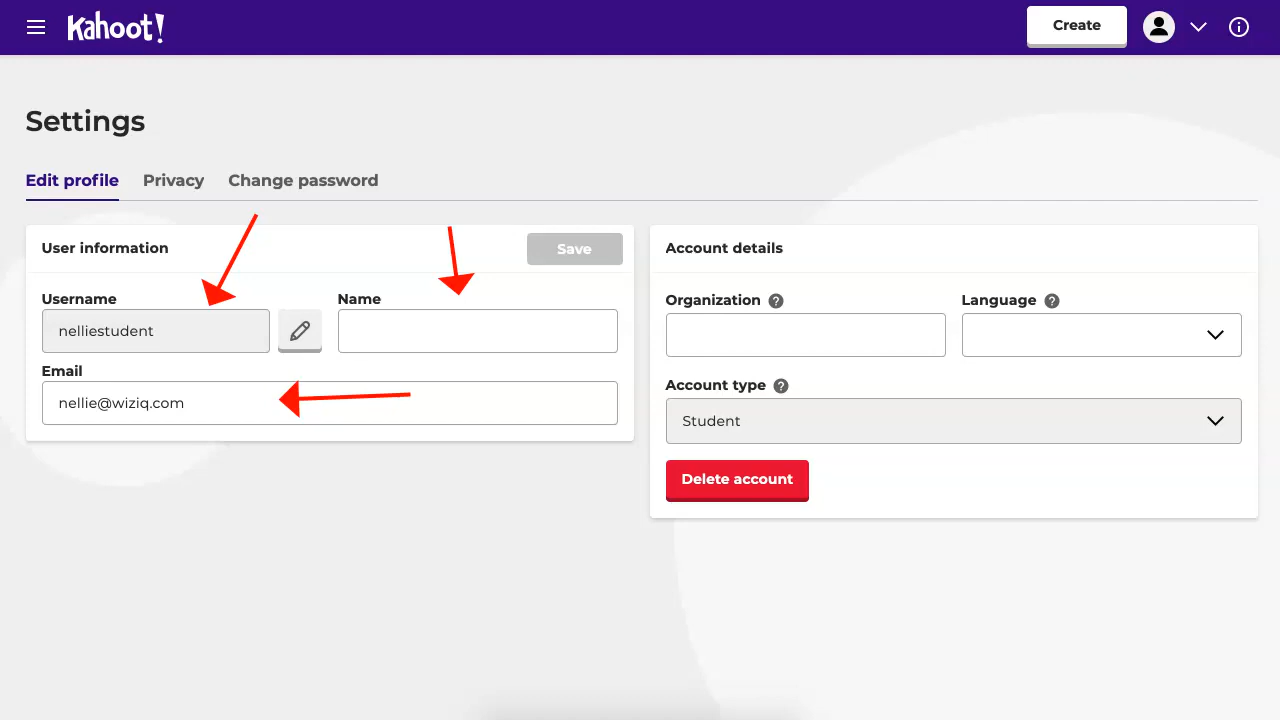 Kahoot!
Create
Settings
Edit profile Privacy Change password
User information
Save
Username
Name
nelliestudent
Email
nellie@wiziq.com
Account details
Organization ?
Language ?
Account type ?
Student
Delete account